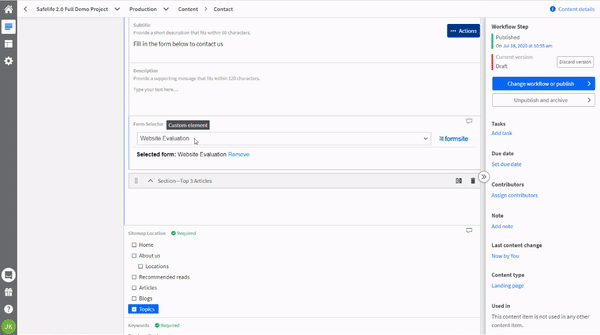 Safelife 2.0 Full Demo Project
Production
Content
Contact
Content details
Subtitle
Provide a short description that fits within 60 characters.
Actions
Fill in the form below to contact us
Description
Provide a supporting message that fits within 120 characters.
Type your text here...
Form Selector
Custom element
Website Evaluation
formsite
Selected form: Website Evaluation Remove
Section—Top 3 Articles
Sitemap Location
Required
Home
About us
Locations
Recommended reads
Articles
Blogs
Topics
Keywords
Required
JK
Workflow Step
Published
On Jul 18, 2023 at 10:05 am
Current version:
Draft
Discard version
Change workflow or publish
Unpublish and archive
Tasks
Add task
Due date
Set due date
Contributors
Assign contributors
Note
Add note
Last content change
Now by You
Content type
Landing page
Used in
This content item is not used in any other
content item.